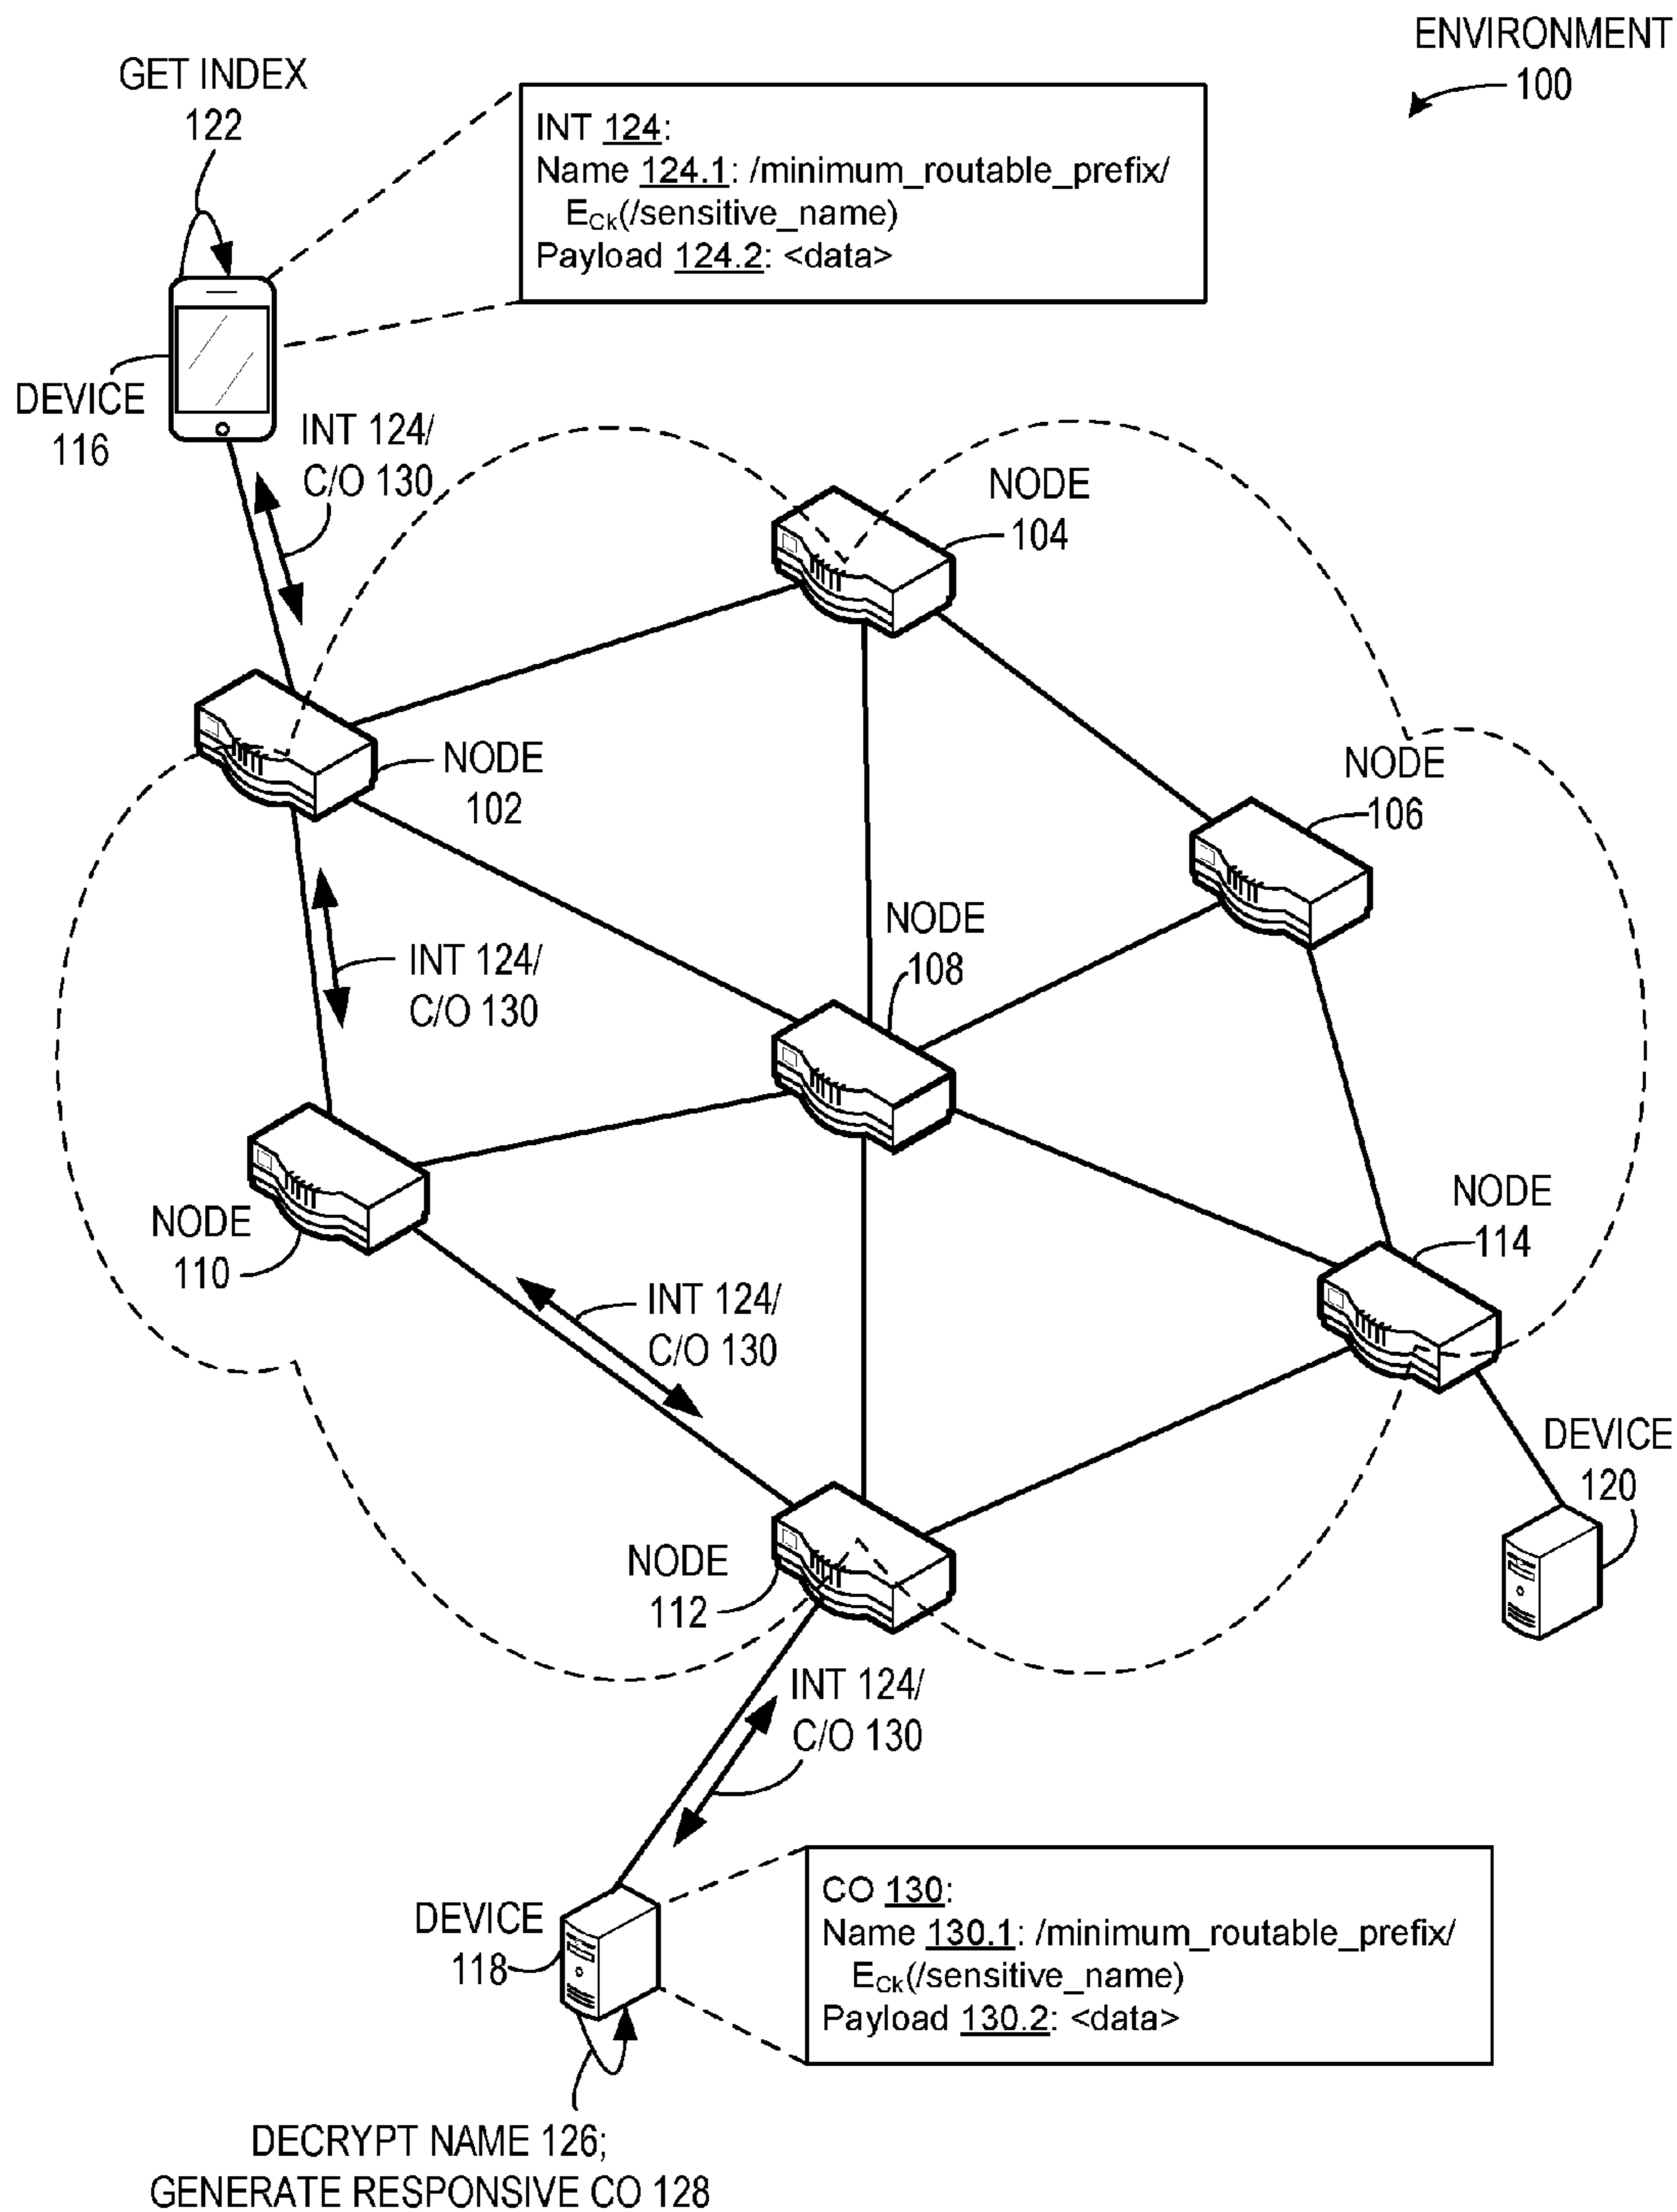 ENVIRONMENT
100
GET INDEX
122
INT 124:
Name 124.1: /minimum_routable_prefix/
ECk(/sensitive_name)
Payload 124.2: <data>
DEVICE
116
INT 124/
C/O 130
NODE
104
NODE
102
NODE
106
NODE
108
INT 124/
C/O 130
NODE
110
NODE
114
INT 124/
C/O 130
DEVICE
120
NODE
112
INT 124/
C/O 130
DEVICE
118
CO 130:
Name 130.1: /minimum_routable_prefix/
ECk(/sensitive_name)
Payload 130.2: <data>
DECRYPT NAME 126;
GENERATE RESPONSIVE CO 128